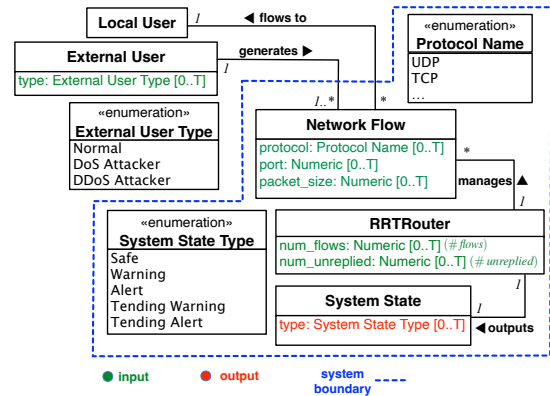 Local User
1
◀ flows to
External User
type: External User Type [0..T]
1
generates ▶
«enumeration»
Protocol Name
UDP
TCP
...
«enumeration»
External User Type
Normal
DoS Attacker
DDoS Attacker
1..*
*
Network Flow
protocol: Protocol Name [0..T]
port: Numeric [0..T]
packet_size: Numeric [0..T]
*
manages ▲
1
«enumeration»
System State Type
Safe
Warning
Alert
Tending Warning
Tending Alert
RRTRouter
num_flows: Numeric [0..T] (#flows)
num_unreplied: Numeric [0..T] (#unreplied)
1
System State
type: System State Type [0..T]
1
◀ outputs
input
output
system
boundary